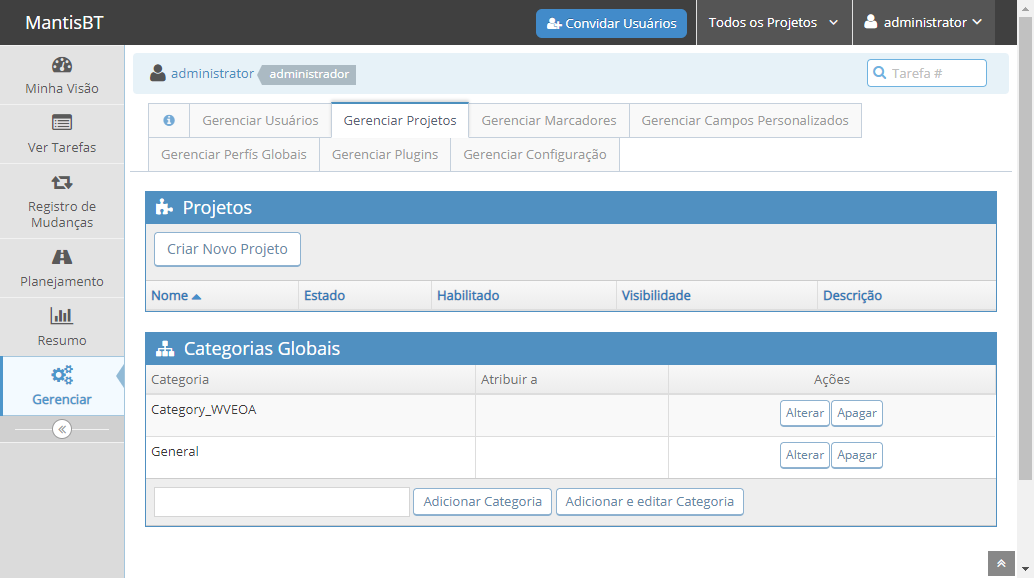 MantisBT
Convidar Usuários
Todos os Projetos
administrator
Minha Visão
Ver Tarefas
Registro de
Mudanças
Planejamento
Resumo
Gerenciar
administrator administrador
Tarefa #
Gerenciar Usuários
Gerenciar Projetos
Gerenciar Marcadores
Gerenciar Campos Personalizados
Gerenciar Perfís Globais
Gerenciar Plugins
Gerenciar Configuração
Projetos
Criar Novo Projeto
Nome Estado Habilitado Visibilidade Descrição
Categorias Globais
Categoria Atribuir a Ações
Category_WVEOA Alterar Apagar
General Alterar Apagar
Adicionar Categoria Adicionar e editar Categoria